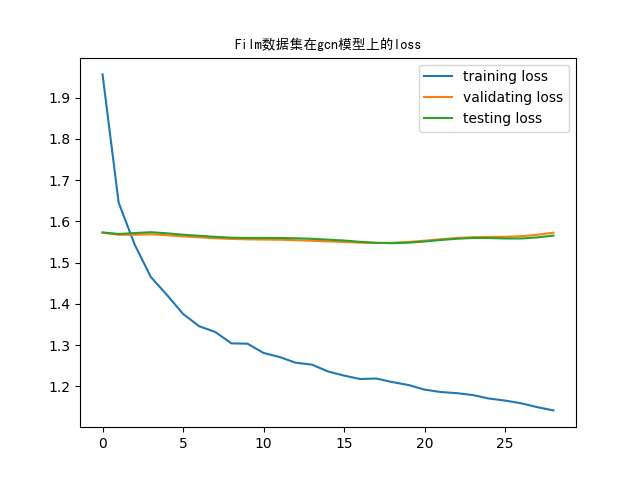 Film数据集在gcn模型上的loss
training loss
validating loss
testing loss
1.9
1.8
1.7
1.6
1.5
1.4
1.3
1.2
0 5 10 15 20 25